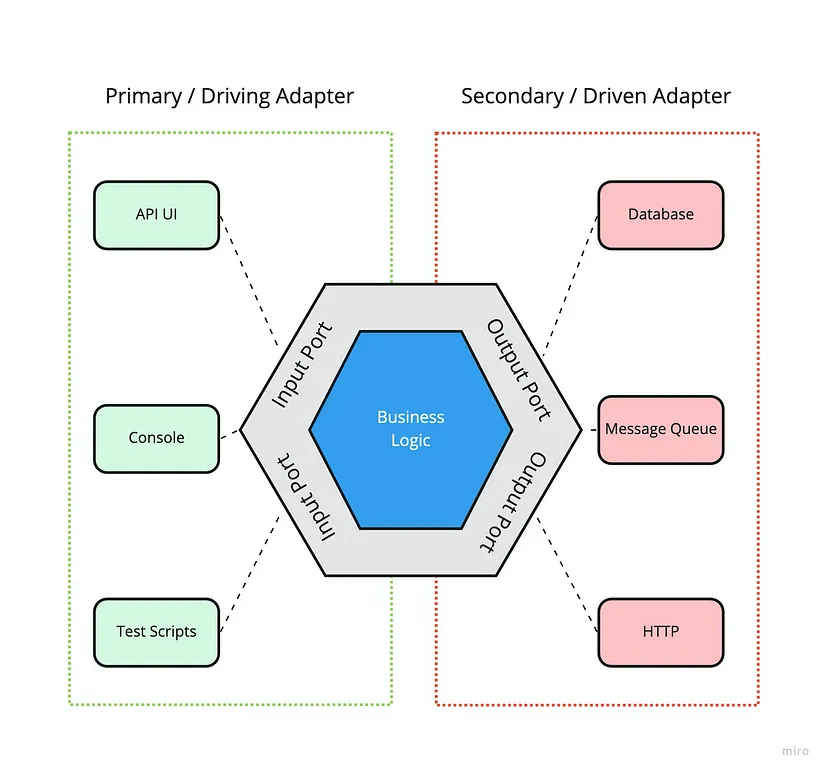 Primary / Driving Adapter
Secondary / Driven Adapter
API UI
Database
Input Port
Output Port
Business
Logic
Console
Message Queue
Input Port
Output Port
Test Scripts
HTTP
miro